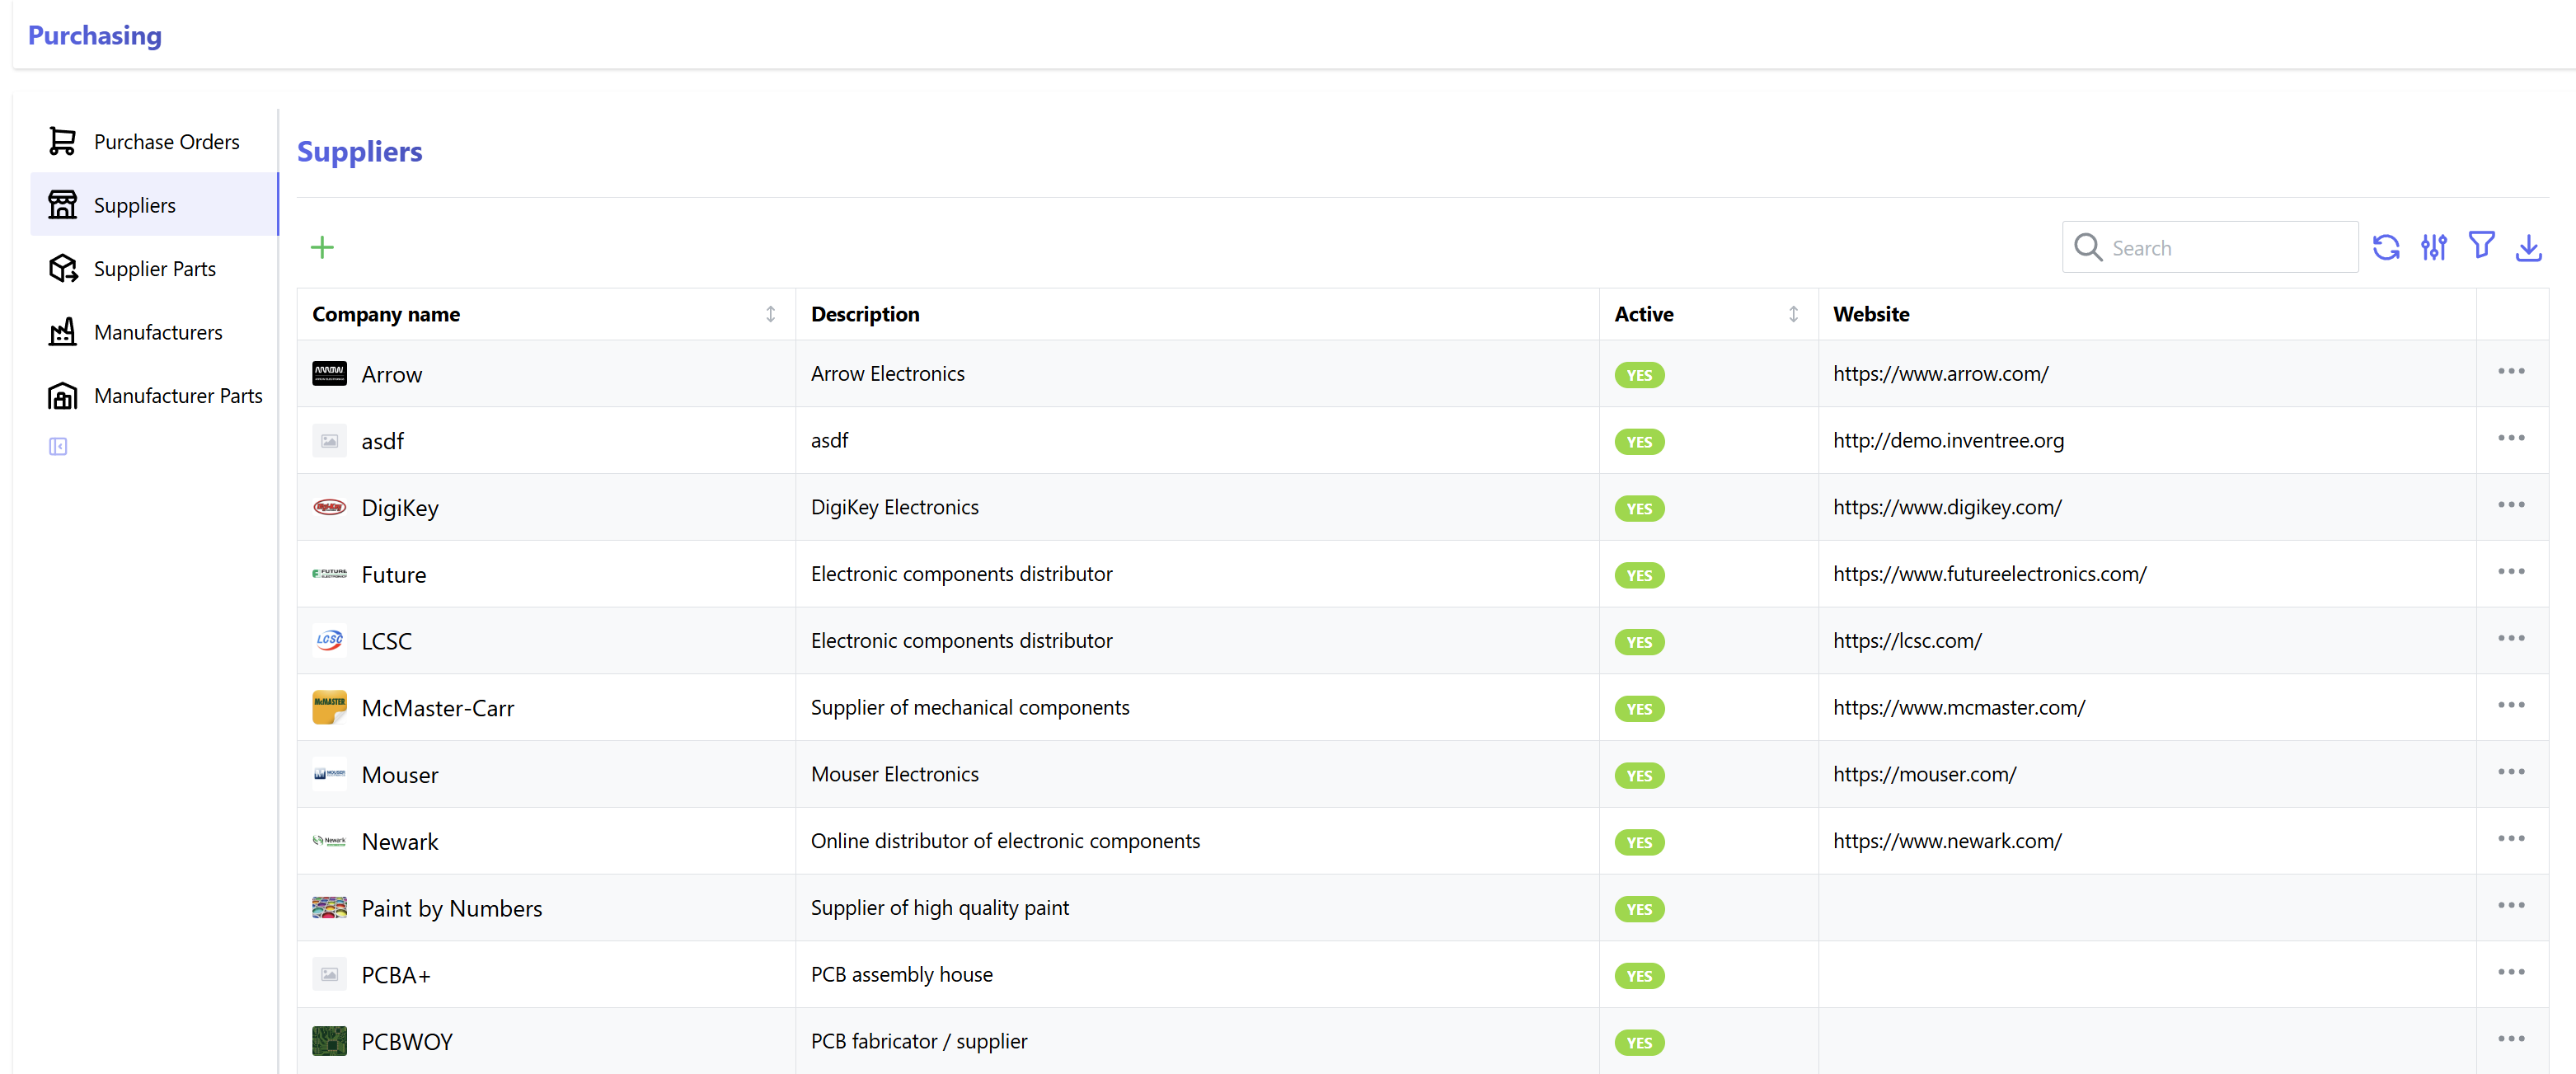 Purchasing
Purchase Orders
Suppliers
Supplier Parts
Manufacturers
Manufacturer Parts
Suppliers
Search
Company name Description Active Website
Arrow Arrow Electronics YES https://www.arrow.com/
asdf asdf YES http://demo.inventree.org
DigiKey DigiKey Electronics YES https://www.digikey.com/
Future Electronic components distributor YES https://www.futureelectronics.com/
LCSC LCSC Electronic components distributor YES https://lcsc.com/
McMASTER McMaster-Carr Supplier of mechanical components YES https://www.mcmaster.com/
Mouser Mouser Electronics YES https://mouser.com/
Newark Newark Online distributor of electronic components YES https://www.newark.com/
Paint by Numbers Supplier of high quality paint YES
PCBA+ PCB assembly house YES
PCBWOY PCB fabricator / supplier YES